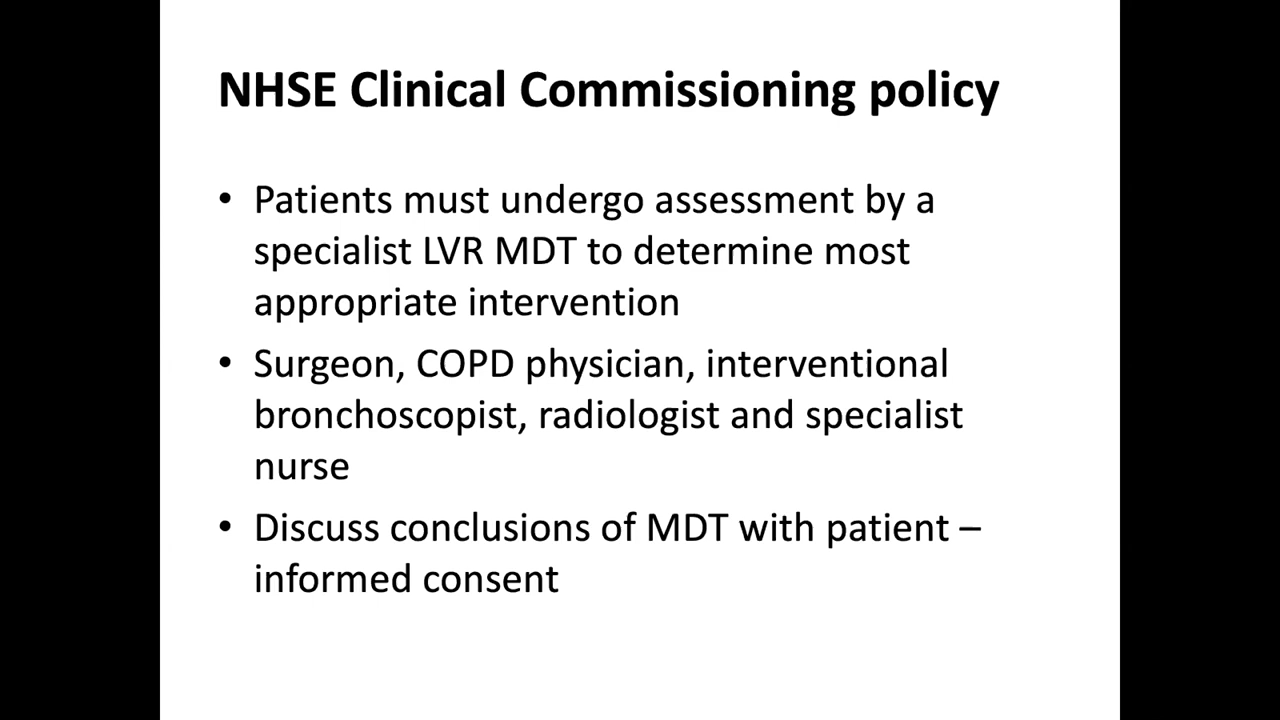 NHSE Clinical Commissioning policy
• Patients must undergo assessment by a
specialist LVR MDT to determine most
appropriate intervention
• Surgeon, COPD physician, interventional
bronchoscopist, radiologist and specialist
nurse
• Discuss conclusions of MDT with patient –
informed consent